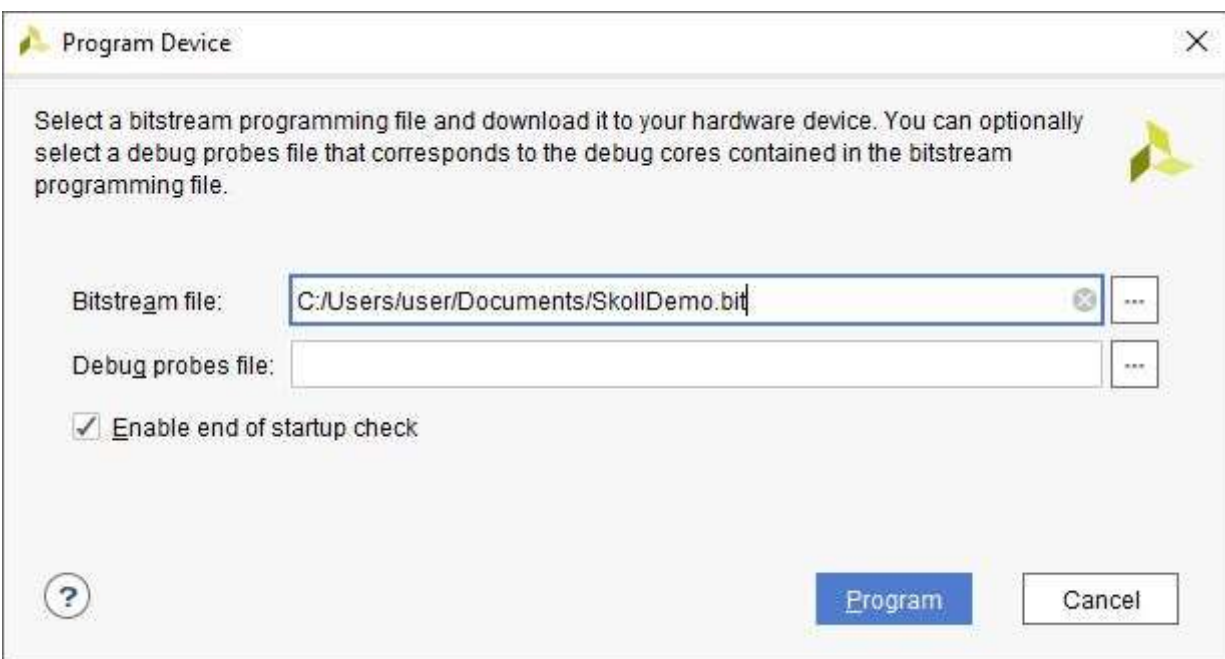 Program Device
Select a bitstream programming file and download it to your hardware device. You can optionally
select a debug probes file that corresponds to the debug cores contained in the bitstream
programming file.
Bitstream file: C:/Users/user/Documents/SkollDemo.bit ...
Debug probes file: ...
Enable end of startup check
? Program Cancel